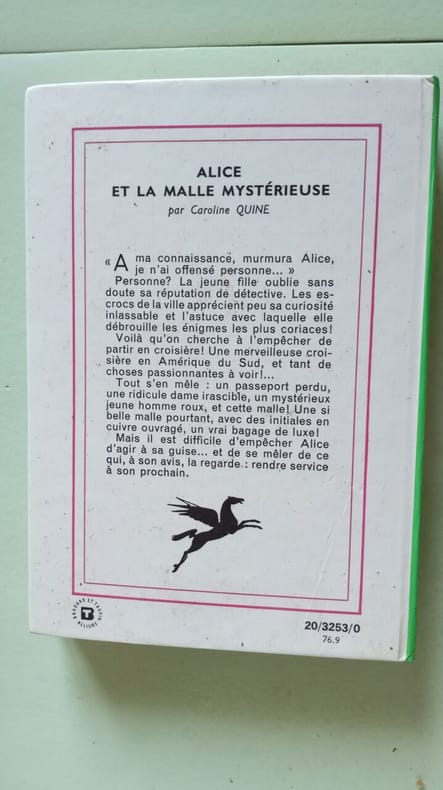 ALICE
ET LA MALLE MYSTÉRIEUSE
par Caroline QUINE
« A ma connaissance, murmura Alice,
je n'ai offensé personne... »
Personne? La jeune fille oublie sans
doute sa réputation de détective. Les es-
crocs de la ville apprécient peu sa curiosité
inlassable et l'astuce avec laquelle elle
débrouille les énigmes les plus coriaces!
Voilà qu'on cherche à l'empêcher de
partir en croisière! Une merveilleuse croi-
sière en Amérique du Sud, et tant de
choses passionnantes à voir!...
Tout s'en mêle : un passeport perdu,
une ridicule dame irascible, un mystérieux
jeune homme roux, et cette malle! Une si
belle malle pourtant, avec des initiales en
cuivre ouvragé, un vrai bagage de luxe!
Mais il est difficile d'empêcher Alice
d'agir à sa guise... et de se mêler de ce
qui, à son avis, la regarde : rendre service
à son prochain.
BRODARD ET TAUPIN
T
RELIURE
20/3253/0
76.9